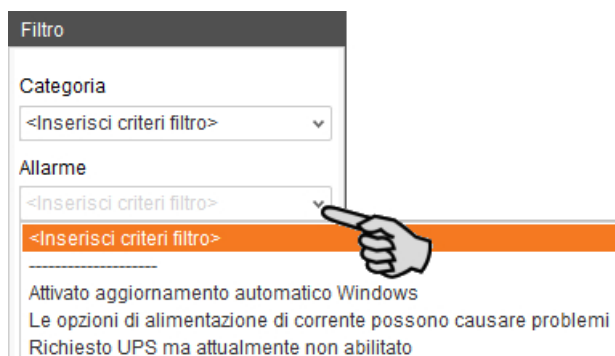 Filtro
Categoria
<Inserisci criteri filtro>
Allarme
<Inserisci criteri filtro>
<Inserisci criteri filtro>
--------------------
Attivato aggiornamento automatico Windows
Le opzioni di alimentazione di corrente possono causare problemi
Richiesto UPS ma attualmente non abilitato